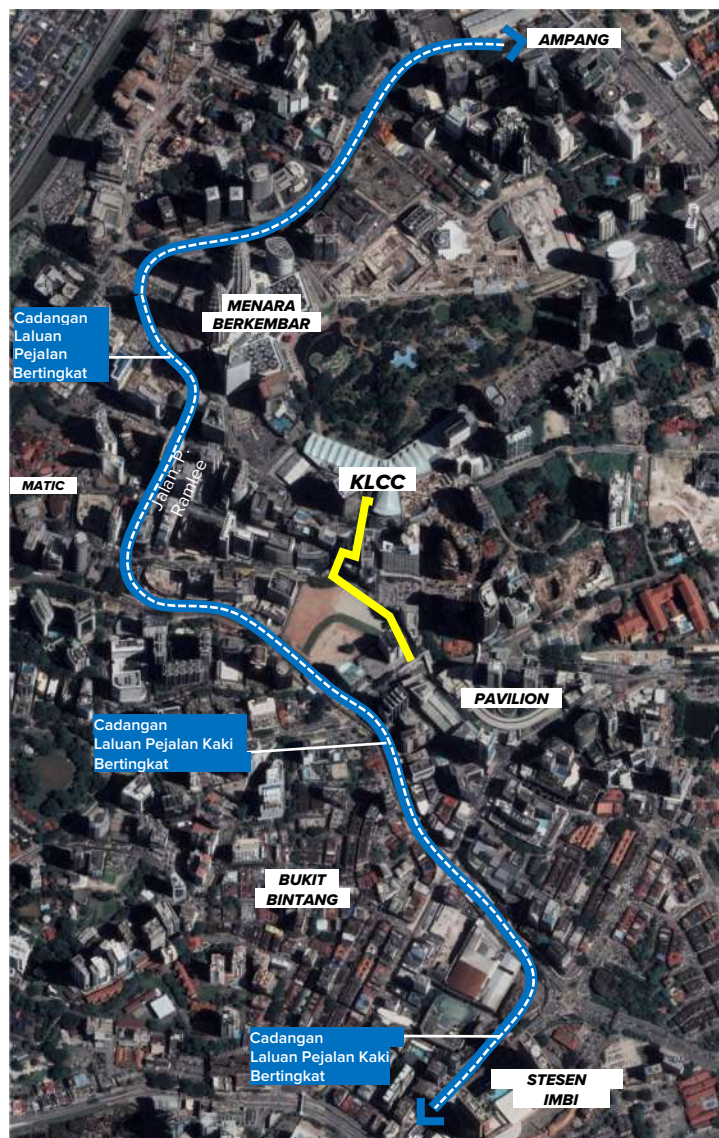 AMPANG
MENARA
BERKEMBAR
Cadangan
Laluan
Pejalan
Bertingkat
Jalan. P.
Ramlee
MATIC
KLCC
PAVILION
Cadangan
Laluan Pejalan Kaki
Bertingkat
BUKIT
BINTANG
Cadangan
Laluan Pejalan Kaki
Bertingkat
STESEN
IMBI